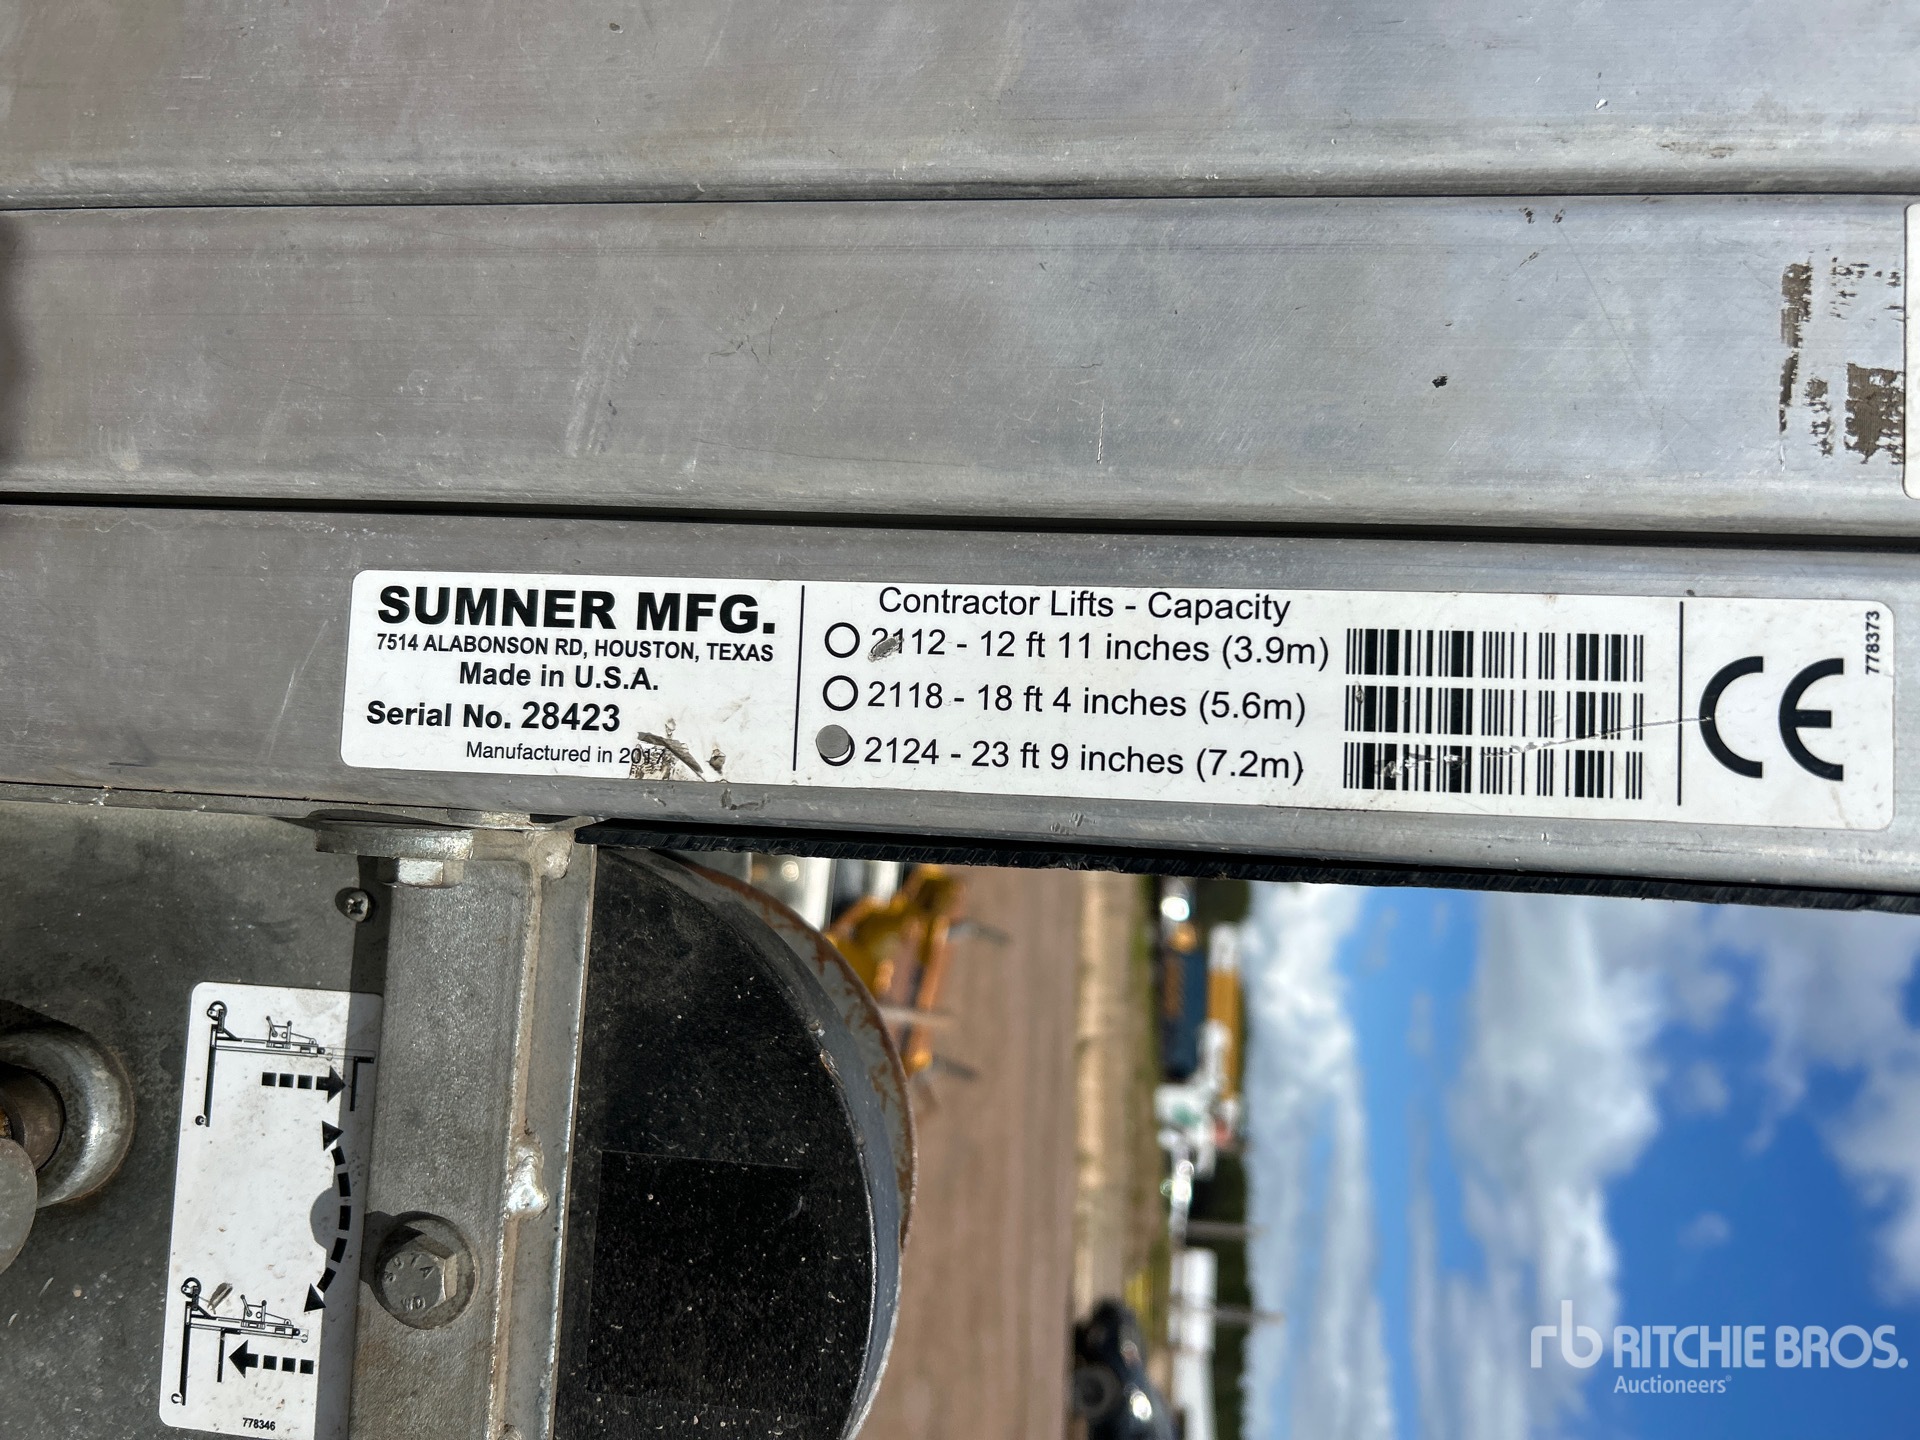 SUMNER MFG.
7514 ALABONSON RD, HOUSTON, TEXAS
Made in U.S.A.
Serial No. 28423
Manufactured in 2017
Contractor Lifts - Capacity
2112 - 12 ft 11 inches (3.9m)
2118 - 18 ft 4 inches (5.6m)
2124 - 23 ft 9 inches (7.2m)
CE
778373
778346
rb RITCHIE BROS.
Auctioneers